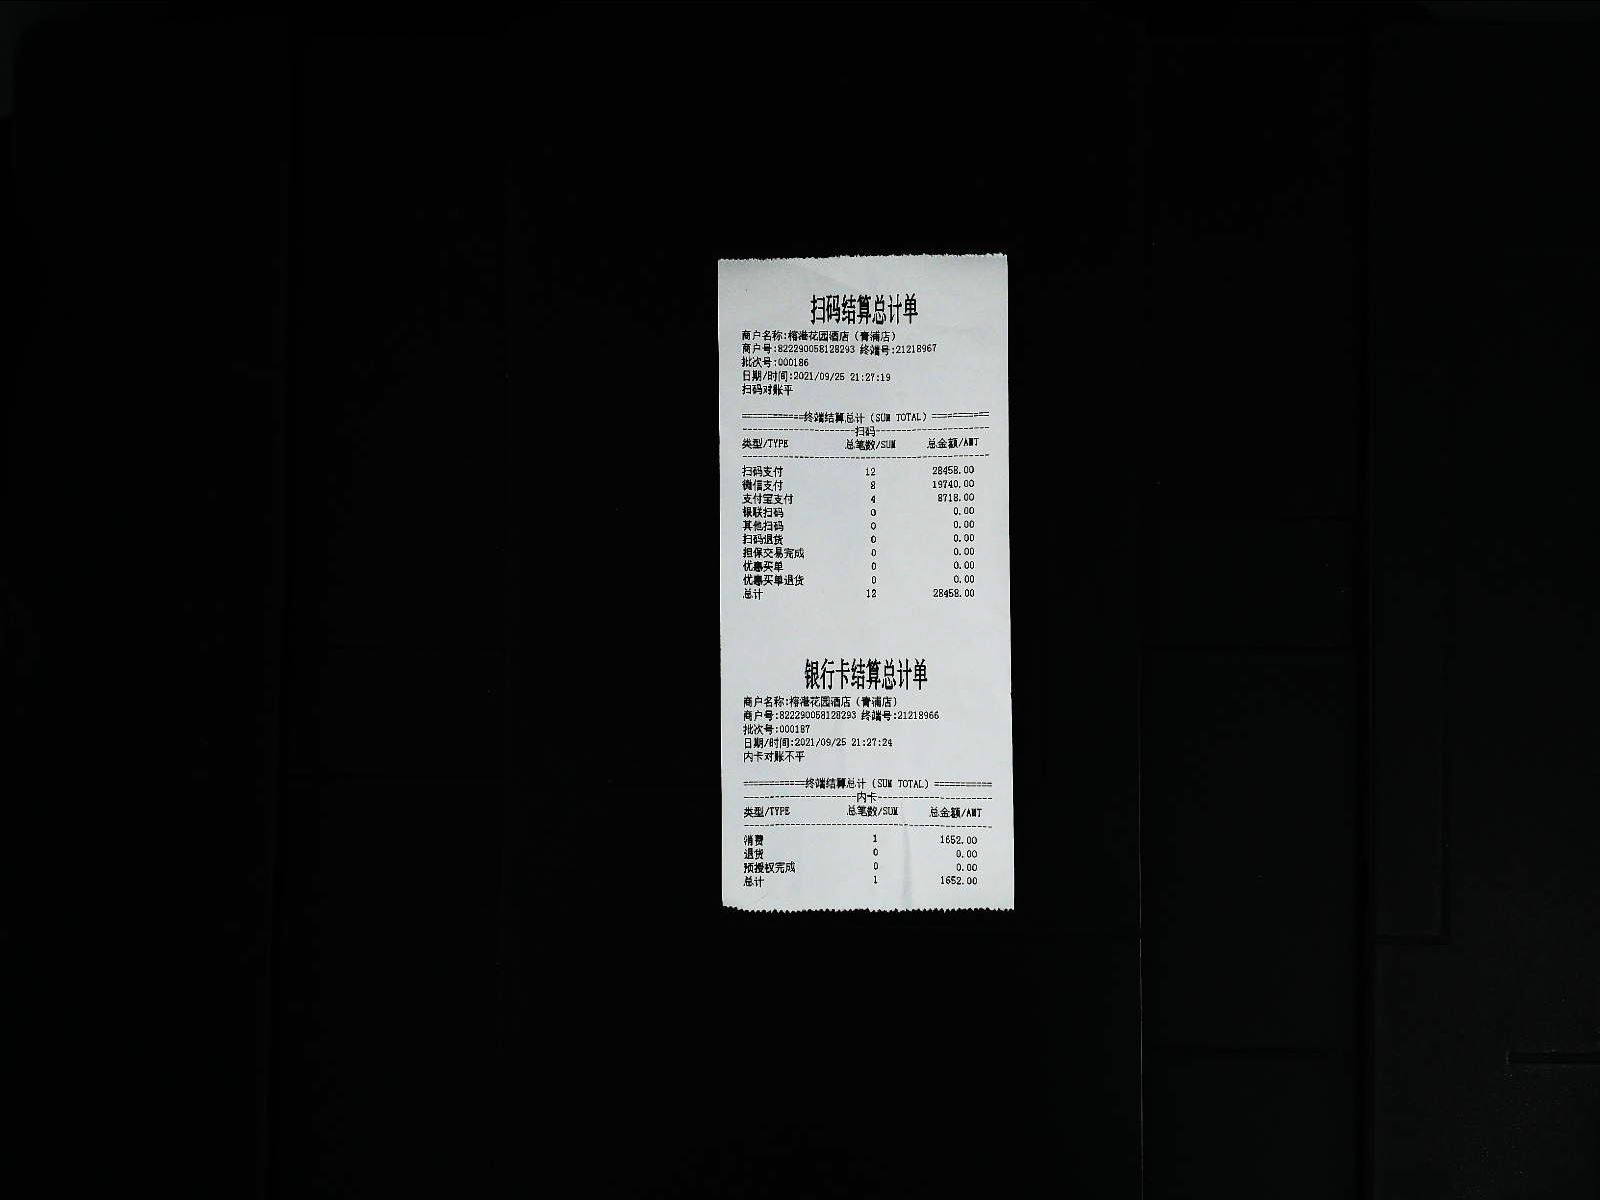 扫码结算总计单
商户名称:榕港花园酒店（青浦店）
商户号:822290058128293 终端号:21218967
批次号:000186
日期/时间:2021/09/25 21:27:19
扫码对账平
===========终端结算总计（SUM TOTAL）===========
--------------------扫码--------------------
类型/TYPE 总笔数/SUM 总金额/AMT
扫码支付 12 28458.00
微信支付 8 19740.00
支付宝支付 4 8718.00
银联扫码 0 0.00
其他扫码 0 0.00
扫码退货 0 0.00
担保交易完成 0 0.00
优惠买单 0 0.00
优惠买单退货 0 0.00
总计 12 28458.00
银行卡结算总计单
商户名称:榕港花园酒店（青浦店）
商户号:822290058128293 终端号:21218966
批次号:000187
日期/时间:2021/09/25 21:27:24
内卡对账不平
===========终端结算总计（SUM TOTAL）===========
--------------------内卡--------------------
类型/TYPE 总笔数/SUM 总金额/AMT
消费 1 1652.00
退货 0 0.00
预授权完成 0 0.00
总计 1 1652.00